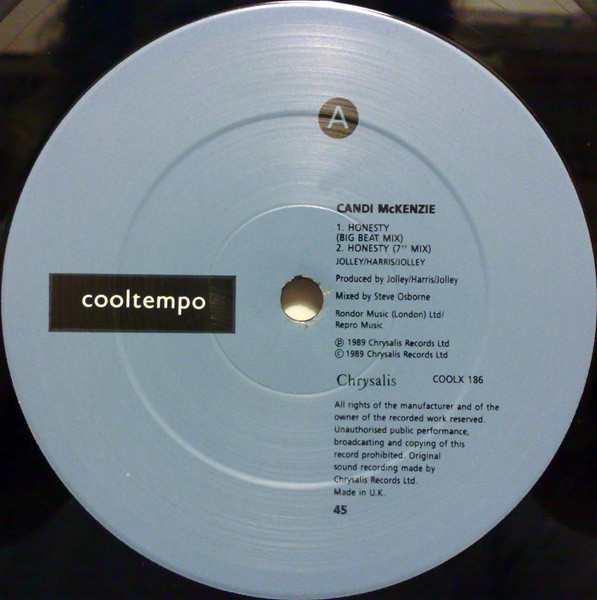 A
CANDI McKENZIE
1. HONESTY
(BIG BEAT MIX)
2. HONESTY (7" MIX)
JOLLEY/HARRIS/JOLLEY
Produced by Jolley/Harris/Jolley
Mixed by Steve Osborne
Rondor Music (London) Ltd/
Repro Music
℗ 1989 Chrysalis Records Ltd
© 1989 Chrysalis Records Ltd
cooltempo
Chrysalis COOLX 186
All rights of the manufacturer and of the
owner of the recorded work reserved.
Unauthorised public performance,
broadcasting and copying of this
record prohibited. Original
sound recording made by
Chrysalis Records Ltd.
Made in U.K.
45